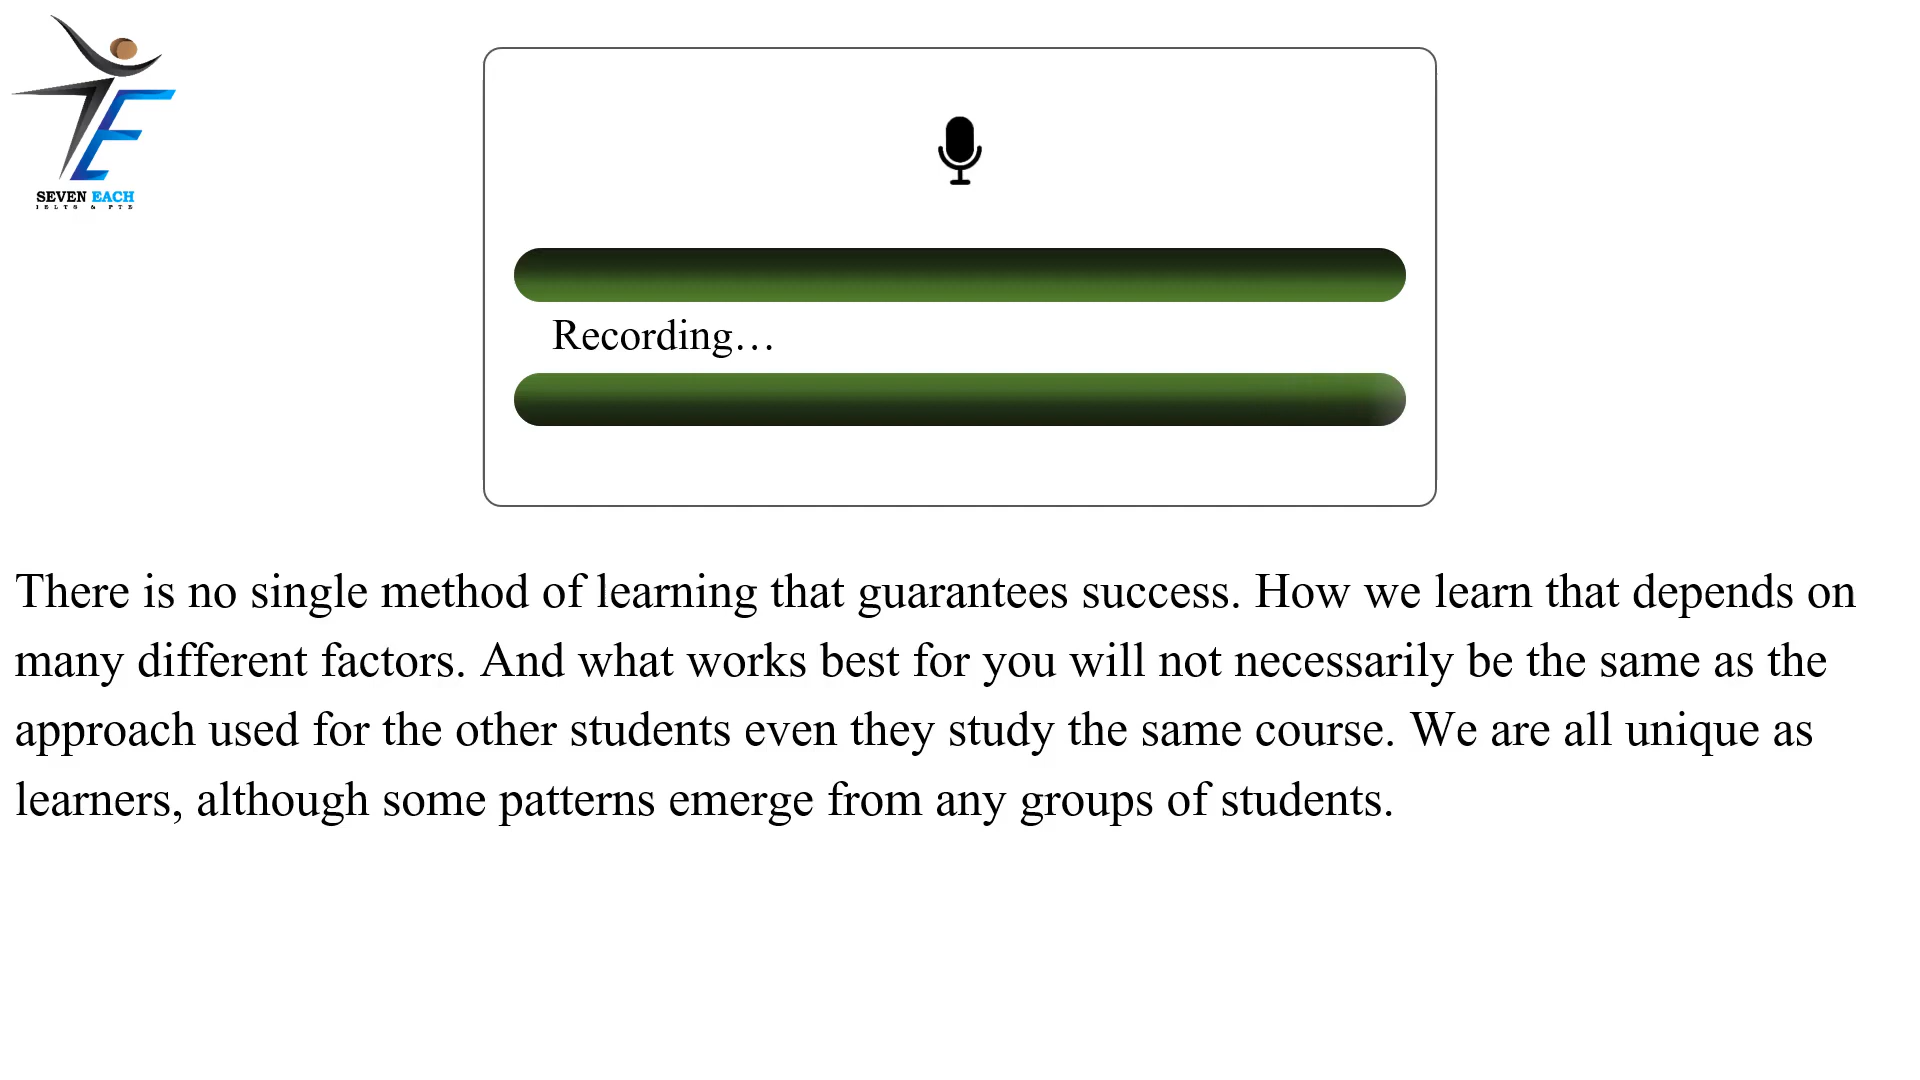 SEVEN EACH
IELTS & PTE
Recording…
There is no single method of learning that guarantees success. How we learn that depends on
many different factors. And what works best for you will not necessarily be the same as the
approach used for the other students even they study the same course. We are all unique as
learners, although some patterns emerge from any groups of students.